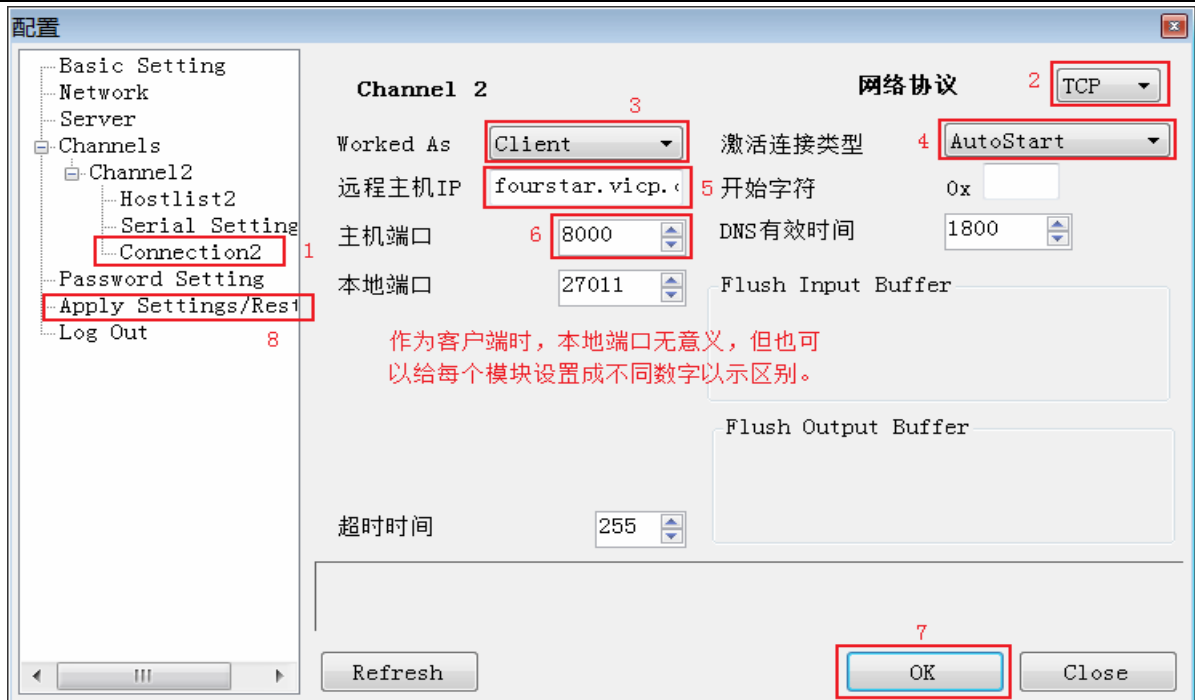 配置
Basic Setting
Network
Server
Channels
Channel2
Hostlist2
Serial Setting
Connection2
1
Password Setting
Apply Settings/Rest
8
Log Out
Channel 2
网络协议
2
TCP
3
Worked As
Client
激活连接类型
4
AutoStart
远程主机IP
fourstar.vicp.
5
开始字符
0x
主机端口
6
8000
DNS有效时间
1800
本地端口
27011
Flush Input Buffer
作为客户端时，本地端口无意义，但也可
以给每个模块设置成不同数字以示区别。
Flush Output Buffer
超时时间
255
7
Refresh
OK
Close